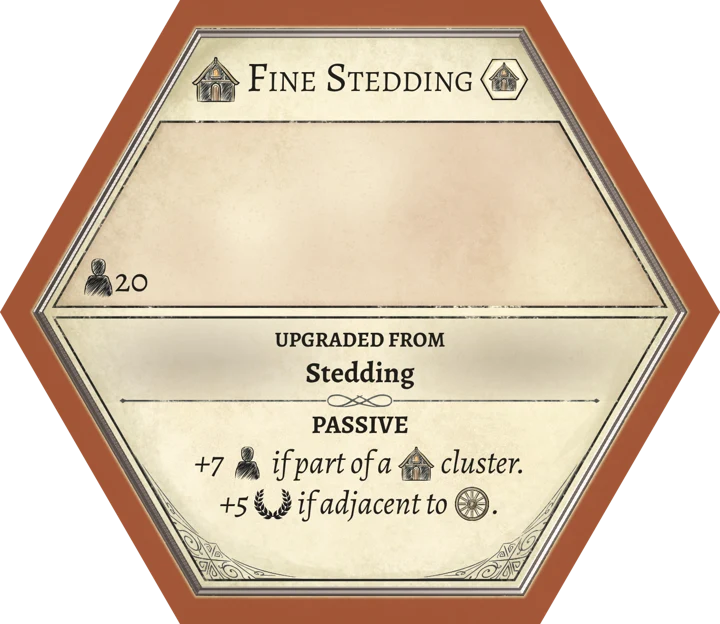 Fine Stedding
20
UPGRADED FROM
Stedding
PASSIVE
+7 if part of a cluster.
+5 if adjacent to .